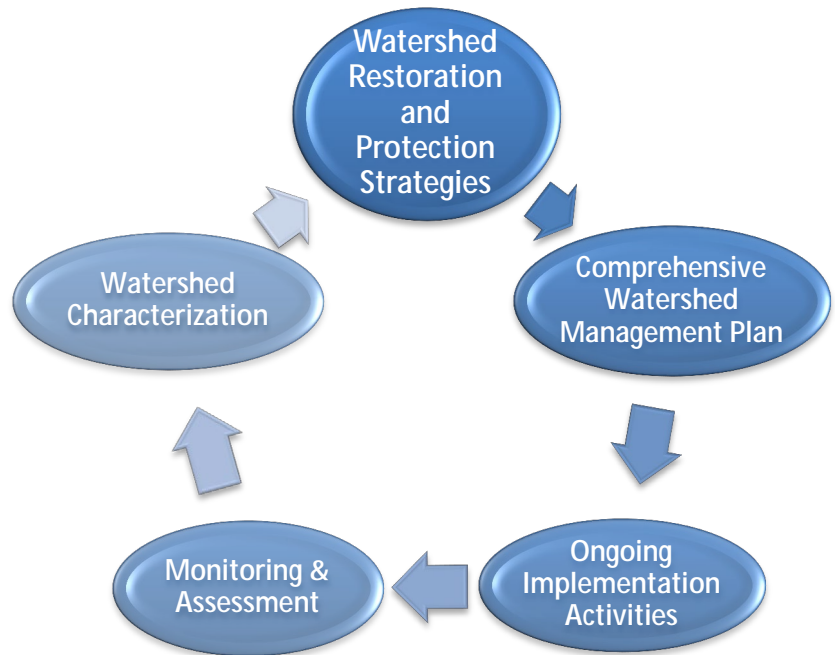 Watershed
Restoration
and
Protection
Strategies
Comprehensive
Watershed
Management Plan
Ongoing
Implementation
Activities
Monitoring &
Assessment
Watershed
Characterization